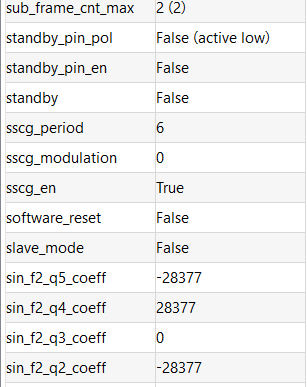 sub_frame_cnt_max 2 (2)
standby_pin_pol False (active low)
standby_pin_en False
standby False
sscg_period 6
sscg_modulation 0
sscg_en True
software_reset False
slave_mode False
sin_f2_q5_coeff -28377
sin_f2_q4_coeff 28377
sin_f2_q3_coeff 0
sin_f2_q2_coeff -28377